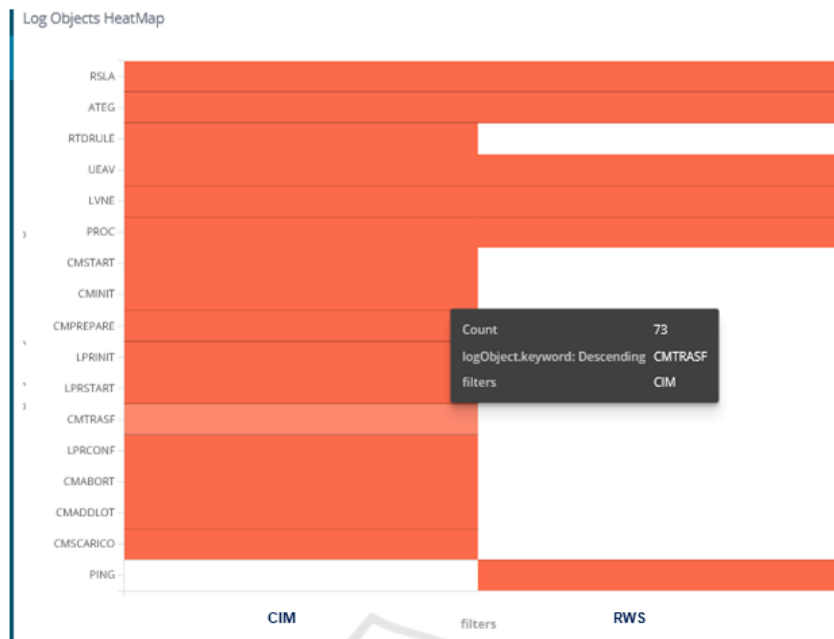 Log Objects HeatMap
RSLA
ATEG
RTDRULE
UEAV
LVNE
PROC
CMSTART
CMINIT
CMPREPARE
LPRINIT
LPRSTART
CMTRASF
LPRCONF
CMABORT
CMADDLOT
CMSCARICO
PING
Count 73
logObject.keyword: Descending CMTRASF
filters CIM
CIM RWS
filters